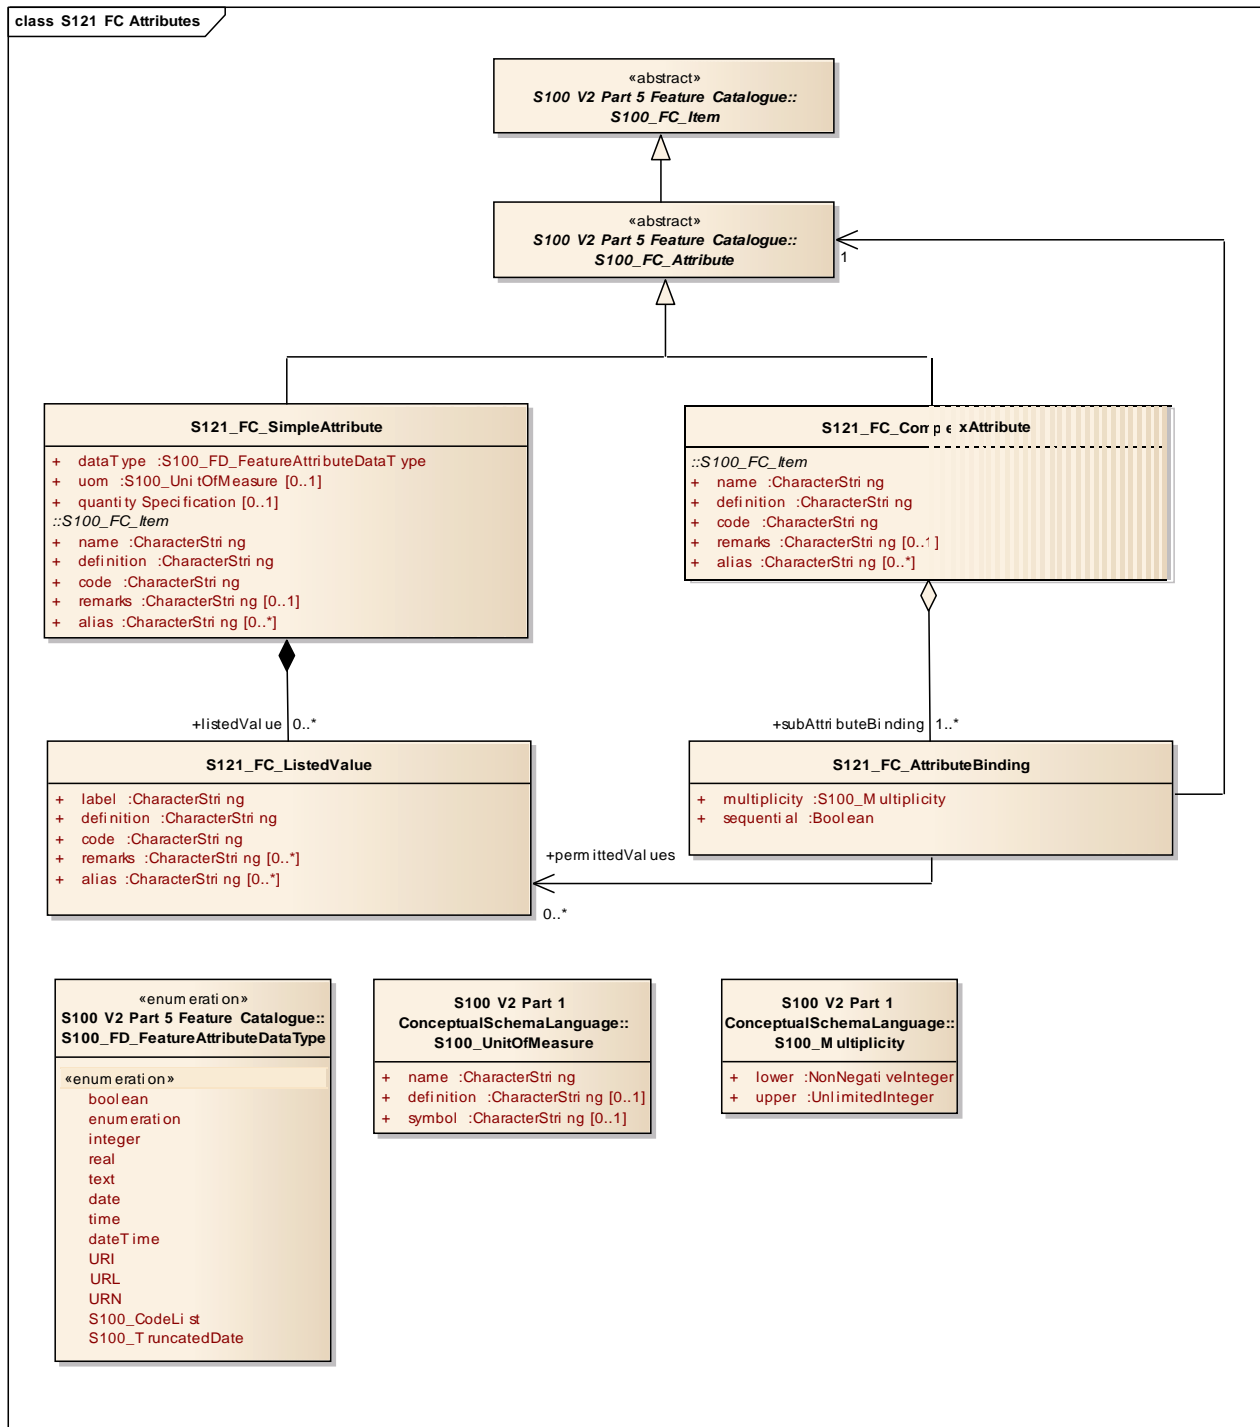 class S121 FC Attributes
«abstract»
S100 V2 Part 5 Feature Catalogue::
S100_FC_Item
«abstract»
S100 V2 Part 5 Feature Catalogue::
S100_FC_Attribute
1
S121_FC_SimpleAttribute
+ dataType :S100_FD_FeatureAttributeDataType
+ uom :S100_UnitOfMeasure [0..1]
+ quantity Specification [0..1]
::S100_FC_Item
+ name :CharacterString
+ definition :CharacterString
+ code :CharacterString
+ remarks :CharacterString [0..1]
+ alias :CharacterString [0..*]
S121_FC_ComplexAttribute
::S100_FC_Item
+ name :CharacterString
+ definition :CharacterString
+ code :CharacterString
+ remarks :CharacterString [0..1]
+ alias :CharacterString [0..*]
+listedValue 0..*
+subAttributeBinding 1..*
S121_FC_ListedValue
+ label :CharacterString
+ definition :CharacterString
+ code :CharacterString
+ remarks :CharacterString [0..*]
+ alias :CharacterString [0..*]
S121_FC_AttributeBinding
+ multiplicity :S100_Multiplicity
+ sequential :Boolean
+permittedValues
0..*
«enumeration»
S100 V2 Part 5 Feature Catalogue::
S100_FD_FeatureAttributeDataType
«enumeration»
boolean
enumeration
integer
real
text
date
time
dateTime
URI
URL
URN
S100_CodeList
S100_TruncatedDate
S100 V2 Part 1
ConceptualSchemaLanguage::
S100_UnitOfMeasure
+ name :CharacterString
+ definition :CharacterString [0..1]
+ symbol :CharacterString [0..1]
S100 V2 Part 1
ConceptualSchemaLanguage::
S100_Multiplicity
+ lower :NonNegativeInteger
+ upper :UnlimitedInteger